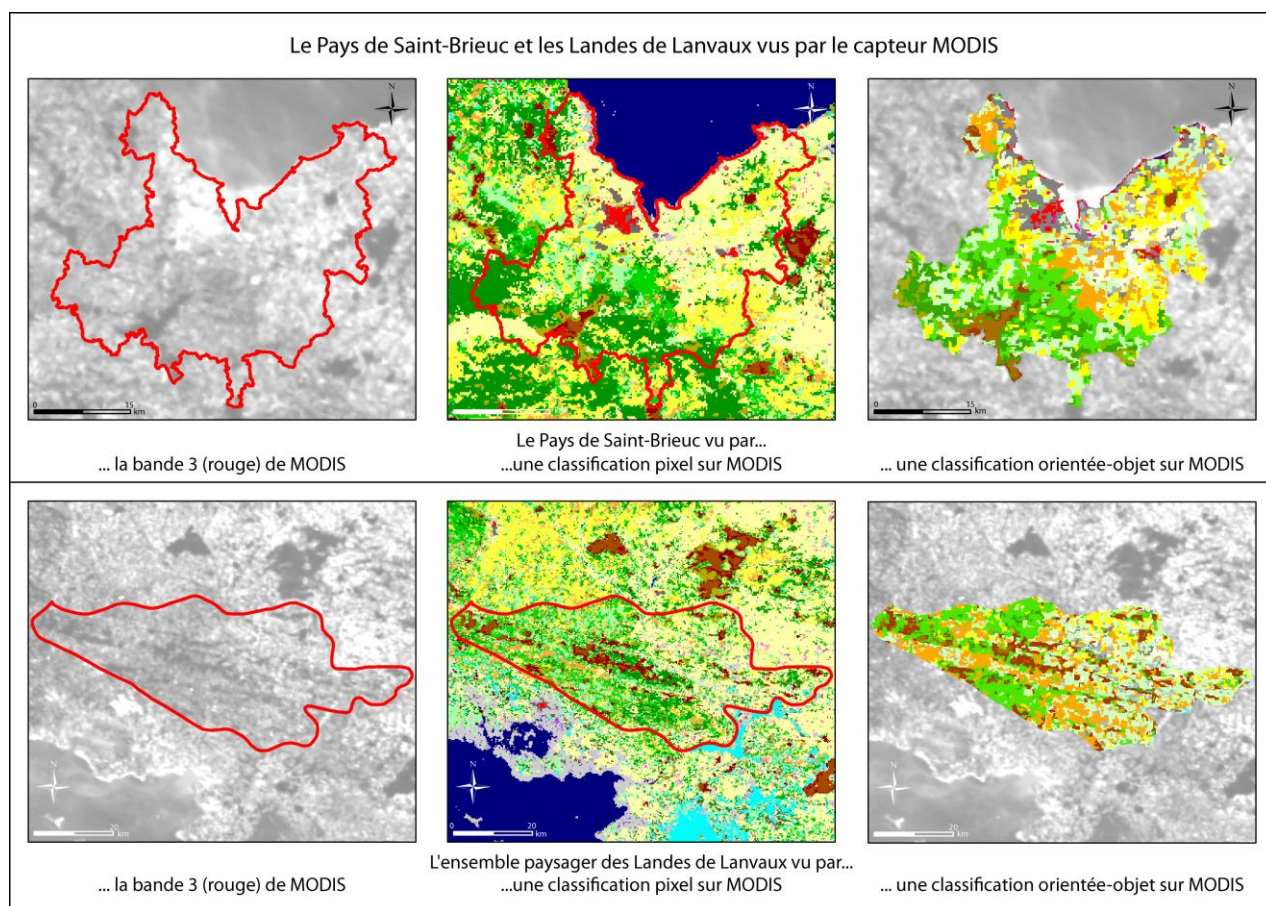 Le Pays de Saint-Brieuc et les Landes de Lanvaux vus par le capteur MODIS
N
N
N
0 15
km
Le Pays de Saint-Brieuc vu par...
... la bande 3 (rouge) de MODIS
...une classification pixel sur MODIS
0 15
km
... une classification orientée-objet sur MODIS
N
N
N
0 20
km
0 20
km
20
km
L'ensemble paysager des Landes de Lanvaux vu par...
... la bande 3 (rouge) de MODIS
...une classification pixel sur MODIS
... une classification orientée-objet sur MODIS